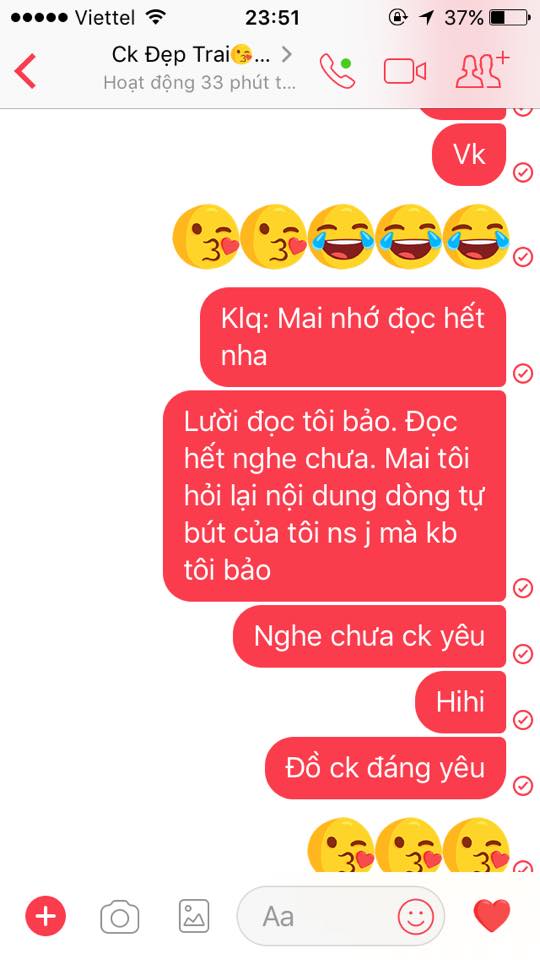 Viettel 23:51 37%
Ck Đẹp Trai😘... 
Hoạt động 33 phút t...
Vk
😘😘😂😂😂
Klq: Mai nhớ đọc hết
nha
Lười đọc tôi bảo. Đọc
hết nghe chưa. Mai tôi
hỏi lại nội dung dòng tự
bút của tôi ns j mà kb
tôi bảo
Nghe chưa ck yêu
Hihi
Đồ ck đáng yêu
😘😘😘
Aa